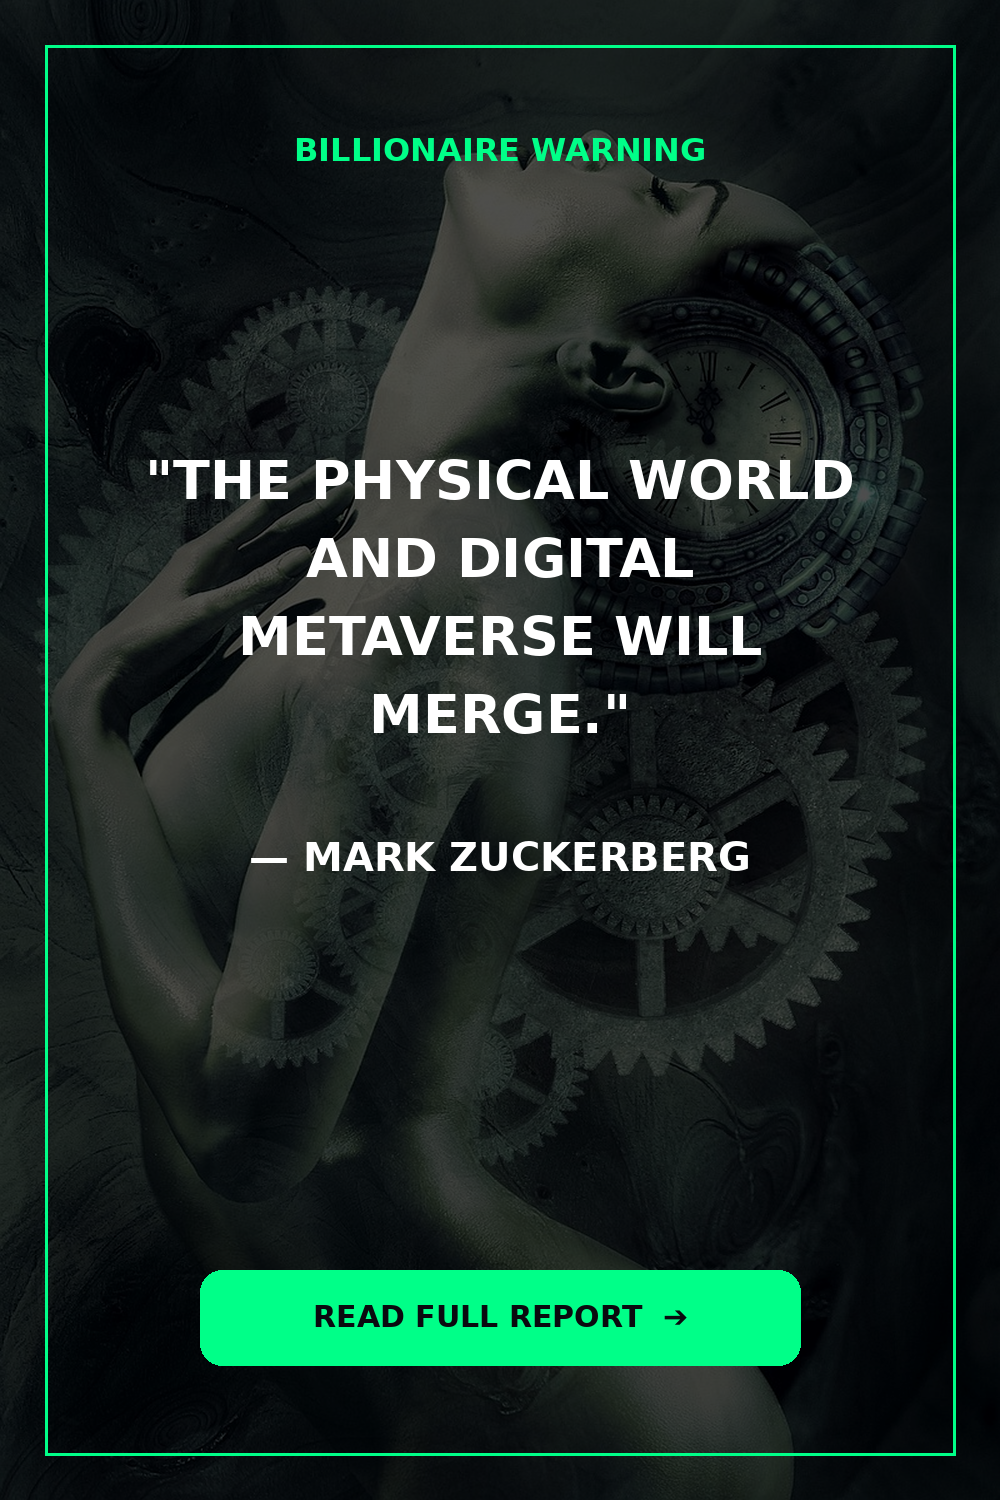 BILLIONAIRE WARNING
"THE PHYSICAL WORLD
AND DIGITAL
METAVERSE WILL
MERGE."
— MARK ZUCKERBERG
READ FULL REPORT ➔